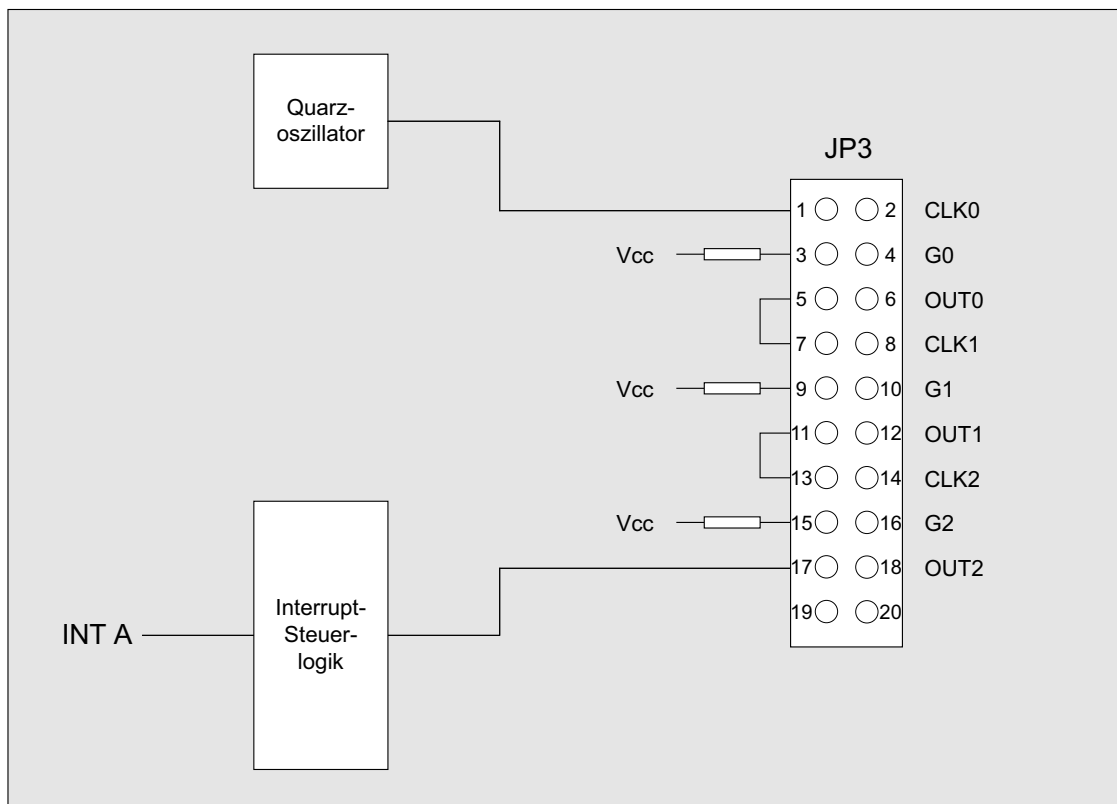 Quarz-
oszillator
JP3
1 2 CLK0
Vcc 3 4 G0
5 6 OUT0
7 8 CLK1
Vcc 9 10 G1
11 12 OUT1
13 14 CLK2
Vcc 15 16 G2
17 18 OUT2
19 20
INT A
Interrupt-
Steuer-
logik